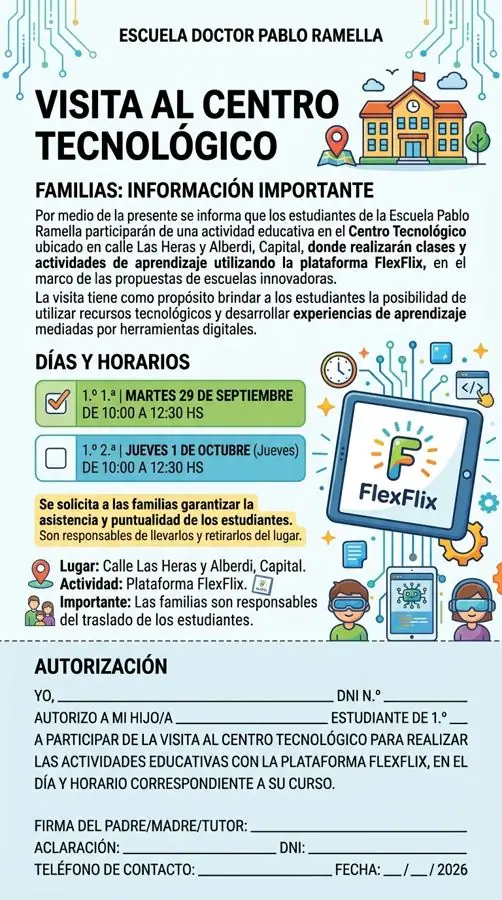 ESCUELA DOCTOR PABLO RAMELLA
VISITA AL CENTRO
TECNOLÓGICO
FAMILIAS: INFORMACIÓN IMPORTANTE
Por medio de la presente se informa que los estudiantes de la Escuela Pablo
Ramella participarán de una actividad educativa en el Centro Tecnológico
ubicado en calle Las Heras y Alberdi, Capital, donde realizarán clases y
actividades de aprendizaje utilizando la plataforma FlexFlix, en el
marco de las propuestas de escuelas innovadoras.
La visita tiene como propósito brindar a los estudiantes la posibilidad de
utilizar recursos tecnológicos y desarrollar experiencias de aprendizaje
mediadas por herramientas digitales.
DÍAS Y HORARIOS
1.º 1.ª | MARTES 29 DE SEPTIEMBRE
DE 10:00 A 12:30 HS
1.º 2.ª | JUEVES 1 DE OCTUBRE (Jueves)
DE 10:00 A 12:30 HS
</>
F
FlexFlix
Se solicita a las familias garantizar la
asistencia y puntualidad de los estudiantes.
Son responsables de llevarlos y retirarlos del lugar.
Lugar: Calle Las Heras y Alberdi, Capital.
Actividad: Plataforma FlexFlix.
Importante: Las familias son responsables
del traslado de los estudiantes.
AUTORIZACIÓN
YO, ____________________ DNI N.º ________
AUTORIZO A MI HIJO/A ____________________ ESTUDIANTE DE 1.º __
A PARTICIPAR DE LA VISITA AL CENTRO TECNOLÓGICO PARA REALIZAR
LAS ACTIVIDADES EDUCATIVAS CON LA PLATAFORMA FLEXFLIX, EN EL
DÍA Y HORARIO CORRESPONDIENTE A SU CURSO.
FIRMA DEL PADRE/MADRE/TUTOR: ____________________
ACLARACIÓN: ____________________ DNI: ____________________
TELÉFONO DE CONTACTO: ________________ FECHA: __/__/ 2026